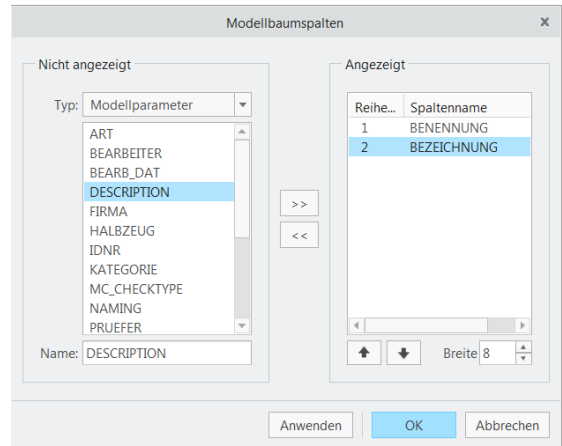 Modellbaumspalten x
Nicht angezeigt
Typ: Modellparameter
ART
BEARBEITER
BEARB_DAT
DESCRIPTION
FIRMA
HALBZEUG
IDNR
KATEGORIE
MC_CHECKTYPE
NAMING
PRUEFER
Name: DESCRIPTION
>>
<<
Angezeigt
Reihe... Spaltenname
1 BENENNUNG
2 BEZEICHNUNG
Breite 8
Anwenden OK Abbrechen